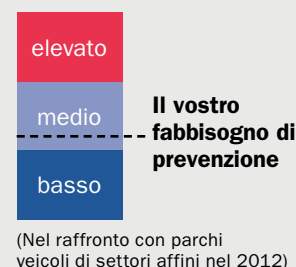 elevato
medio
basso
Il vostro
fabbisogno di
prevenzione
(Nel raffronto con parchi
veicoli di settori affini nel 2012)